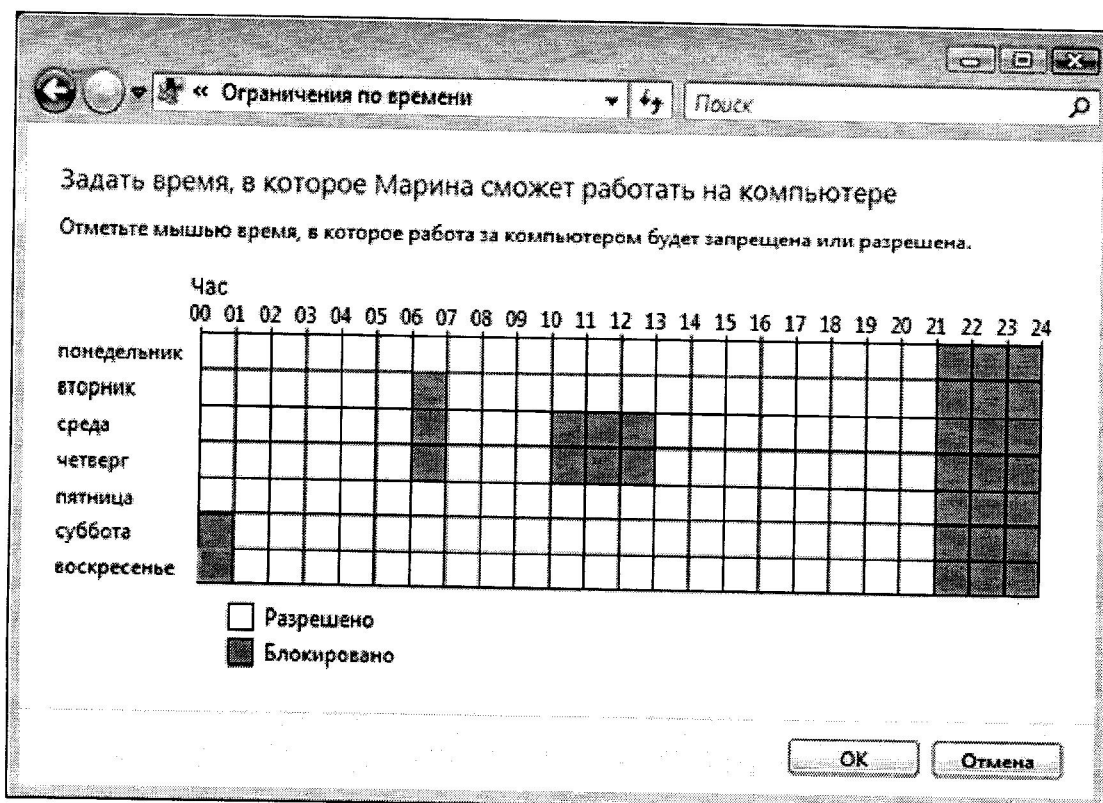 « Ограничения по времени
Поиск
Задать время, в которое Марина сможет работать на компьютере
Отметьте мышью время, в которое работа за компьютером будет запрещена или разрешена.
Час
00 01 02 03 04 05 06 07 08 09 10 11 12 13 14 15 16 17 18 19 20 21 22 23 24
понедельник
вторник
среда
четверг
пятница
суббота
воскресенье
Разрешено
Блокировано
ОК
Отмена